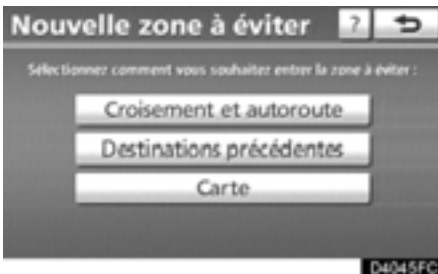 Nouvelle zone à éviter ?
Sélectionnez comment vous souhaitez entrer la zone à éviter :
Croisement et autoroute
Destinations précédentes
Carte
D4045FC